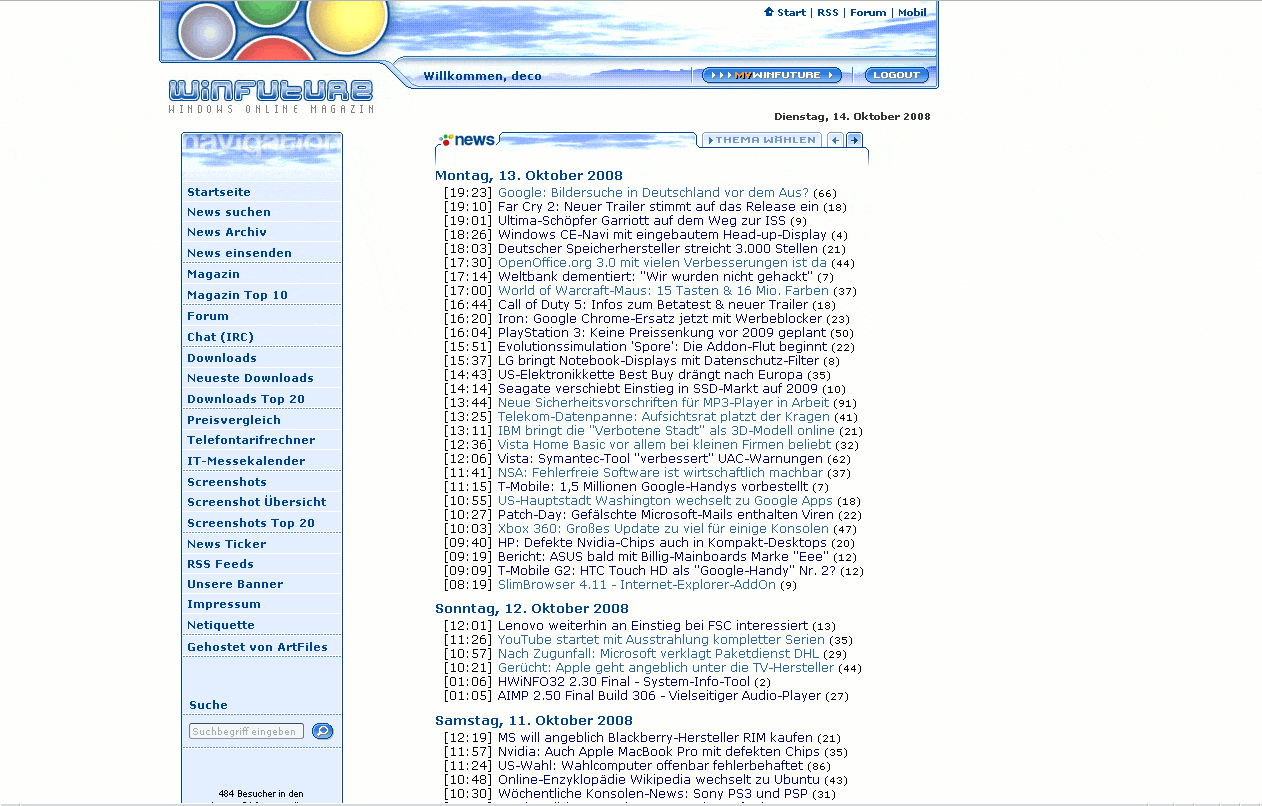 Start | RSS | Forum | Mobil
Willkommen, deco
MYWINFUTURE
LOGOUT
WINFUTURE
WINDOWS ONLINE MAGAZIN
Dienstag, 14. Oktober 2008
navigation
Startseite
News suchen
News Archiv
News einsenden
Magazin
Magazin Top 10
Forum
Chat (IRC)
Downloads
Neueste Downloads
Downloads Top 20
Preisvergleich
Telefontarifrechner
IT-Messekalender
Screenshots
Screenshot Übersicht
Screenshots Top 20
News Ticker
RSS Feeds
Unsere Banner
Impressum
Netiquette
Gehostet von ArtFiles
Suche
Suchbegriff eingeben
484 Besucher in den
news
THEMA WÄHLEN
Montag, 13. Oktober 2008
[19:23] Google: Bildersuche in Deutschland vor dem Aus? (66)
[19:10] Far Cry 2: Neuer Trailer stimmt auf das Release ein (18)
[19:01] Ultima-Schöpfer Garriott auf dem Weg zur ISS (9)
[18:26] Windows CE-Navi mit eingebautem Head-up-Display (4)
[18:03] Deutscher Speicherhersteller streicht 3.000 Stellen (21)
[17:30] OpenOffice.org 3.0 mit vielen Verbesserungen ist da (44)
[17:14] Weltbank dementiert: "Wir wurden nicht gehackt" (7)
[17:00] World of Warcraft-Maus: 15 Tasten & 16 Mio. Farben (37)
[16:44] Call of Duty 5: Infos zum Betatest & neuer Trailer (18)
[16:20] Iron: Google Chrome-Ersatz jetzt mit Werbeblocker (23)
[16:04] PlayStation 3: Keine Preissenkung vor 2009 geplant (50)
[15:51] Evolutionssimulation 'Spore': Die Addon-Flut beginnt (22)
[15:37] LG bringt Notebook-Displays mit Datenschutz-Filter (8)
[14:43] US-Elektronikkette Best Buy drängt nach Europa (35)
[14:14] Seagate verschiebt Einstieg in SSD-Markt auf 2009 (10)
[13:44] Neue Sicherheitsvorschriften für MP3-Player in Arbeit (91)
[13:25] Telekom-Datenpanne: Aufsichtsrat platzt der Kragen (41)
[13:11] IBM bringt die "Verbotene Stadt" als 3D-Modell online (21)
[12:36] Vista Home Basic vor allem bei kleinen Firmen beliebt (32)
[12:06] Vista: Symantec-Tool "verbessert" UAC-Warnungen (62)
[11:41] NSA: Fehlerfreie Software ist wirtschaftlich machbar (37)
[11:15] T-Mobile: 1,5 Millionen Google-Handys vorbestellt (7)
[10:55] US-Hauptstadt Washington wechselt zu Google Apps (18)
[10:27] Patch-Day: Gefälschte Microsoft-Mails enthalten Viren (22)
[10:03] Xbox 360: Großes Update zu viel für einige Konsolen (47)
[09:40] HP: Defekte Nvidia-Chips auch in Kompakt-Desktops (20)
[09:19] Bericht: ASUS bald mit Billig-Mainboards Marke "Eee" (12)
[09:09] T-Mobile G2: HTC Touch HD als "Google-Handy" Nr. 2? (12)
[08:19] SlimBrowser 4.11 - Internet-Explorer-AddOn (9)
Sonntag, 12. Oktober 2008
[12:01] Lenovo weiterhin an Einstieg bei FSC interessiert (13)
[11:26] YouTube startet mit Ausstrahlung kompletter Serien (35)
[10:57] Nach Zugunfall: Microsoft verklagt Paketdienst DHL (29)
[10:21] Gerücht: Apple geht angeblich unter die TV-Hersteller (44)
[01:06] HWiNFO32 2.30 Final - System-Info-Tool (2)
[01:05] AIMP 2.50 Final Build 306 - Vielseitiger Audio-Player (27)
Samstag, 11. Oktober 2008
[12:19] MS will angeblich Blackberry-Hersteller RIM kaufen (21)
[11:57] Nvidia: Auch Apple MacBook Pro mit defekten Chips (35)
[11:24] US-Wahl: Wahlcomputer offenbar fehlerbehaftet (86)
[10:48] Online-Enzyklopädie Wikipedia wechselt zu Ubuntu (43)
[10:30] Wöchentliche Konsolen-News: Sony PS3 und PSP (31)